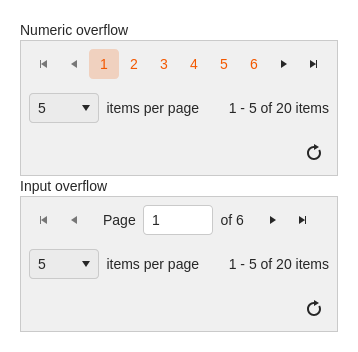 Numeric overflow
1 2 3 4 5 6
5 items per page 1 - 5 of 20 items
Input overflow
Page 1 of 6
5 items per page 1 - 5 of 20 items